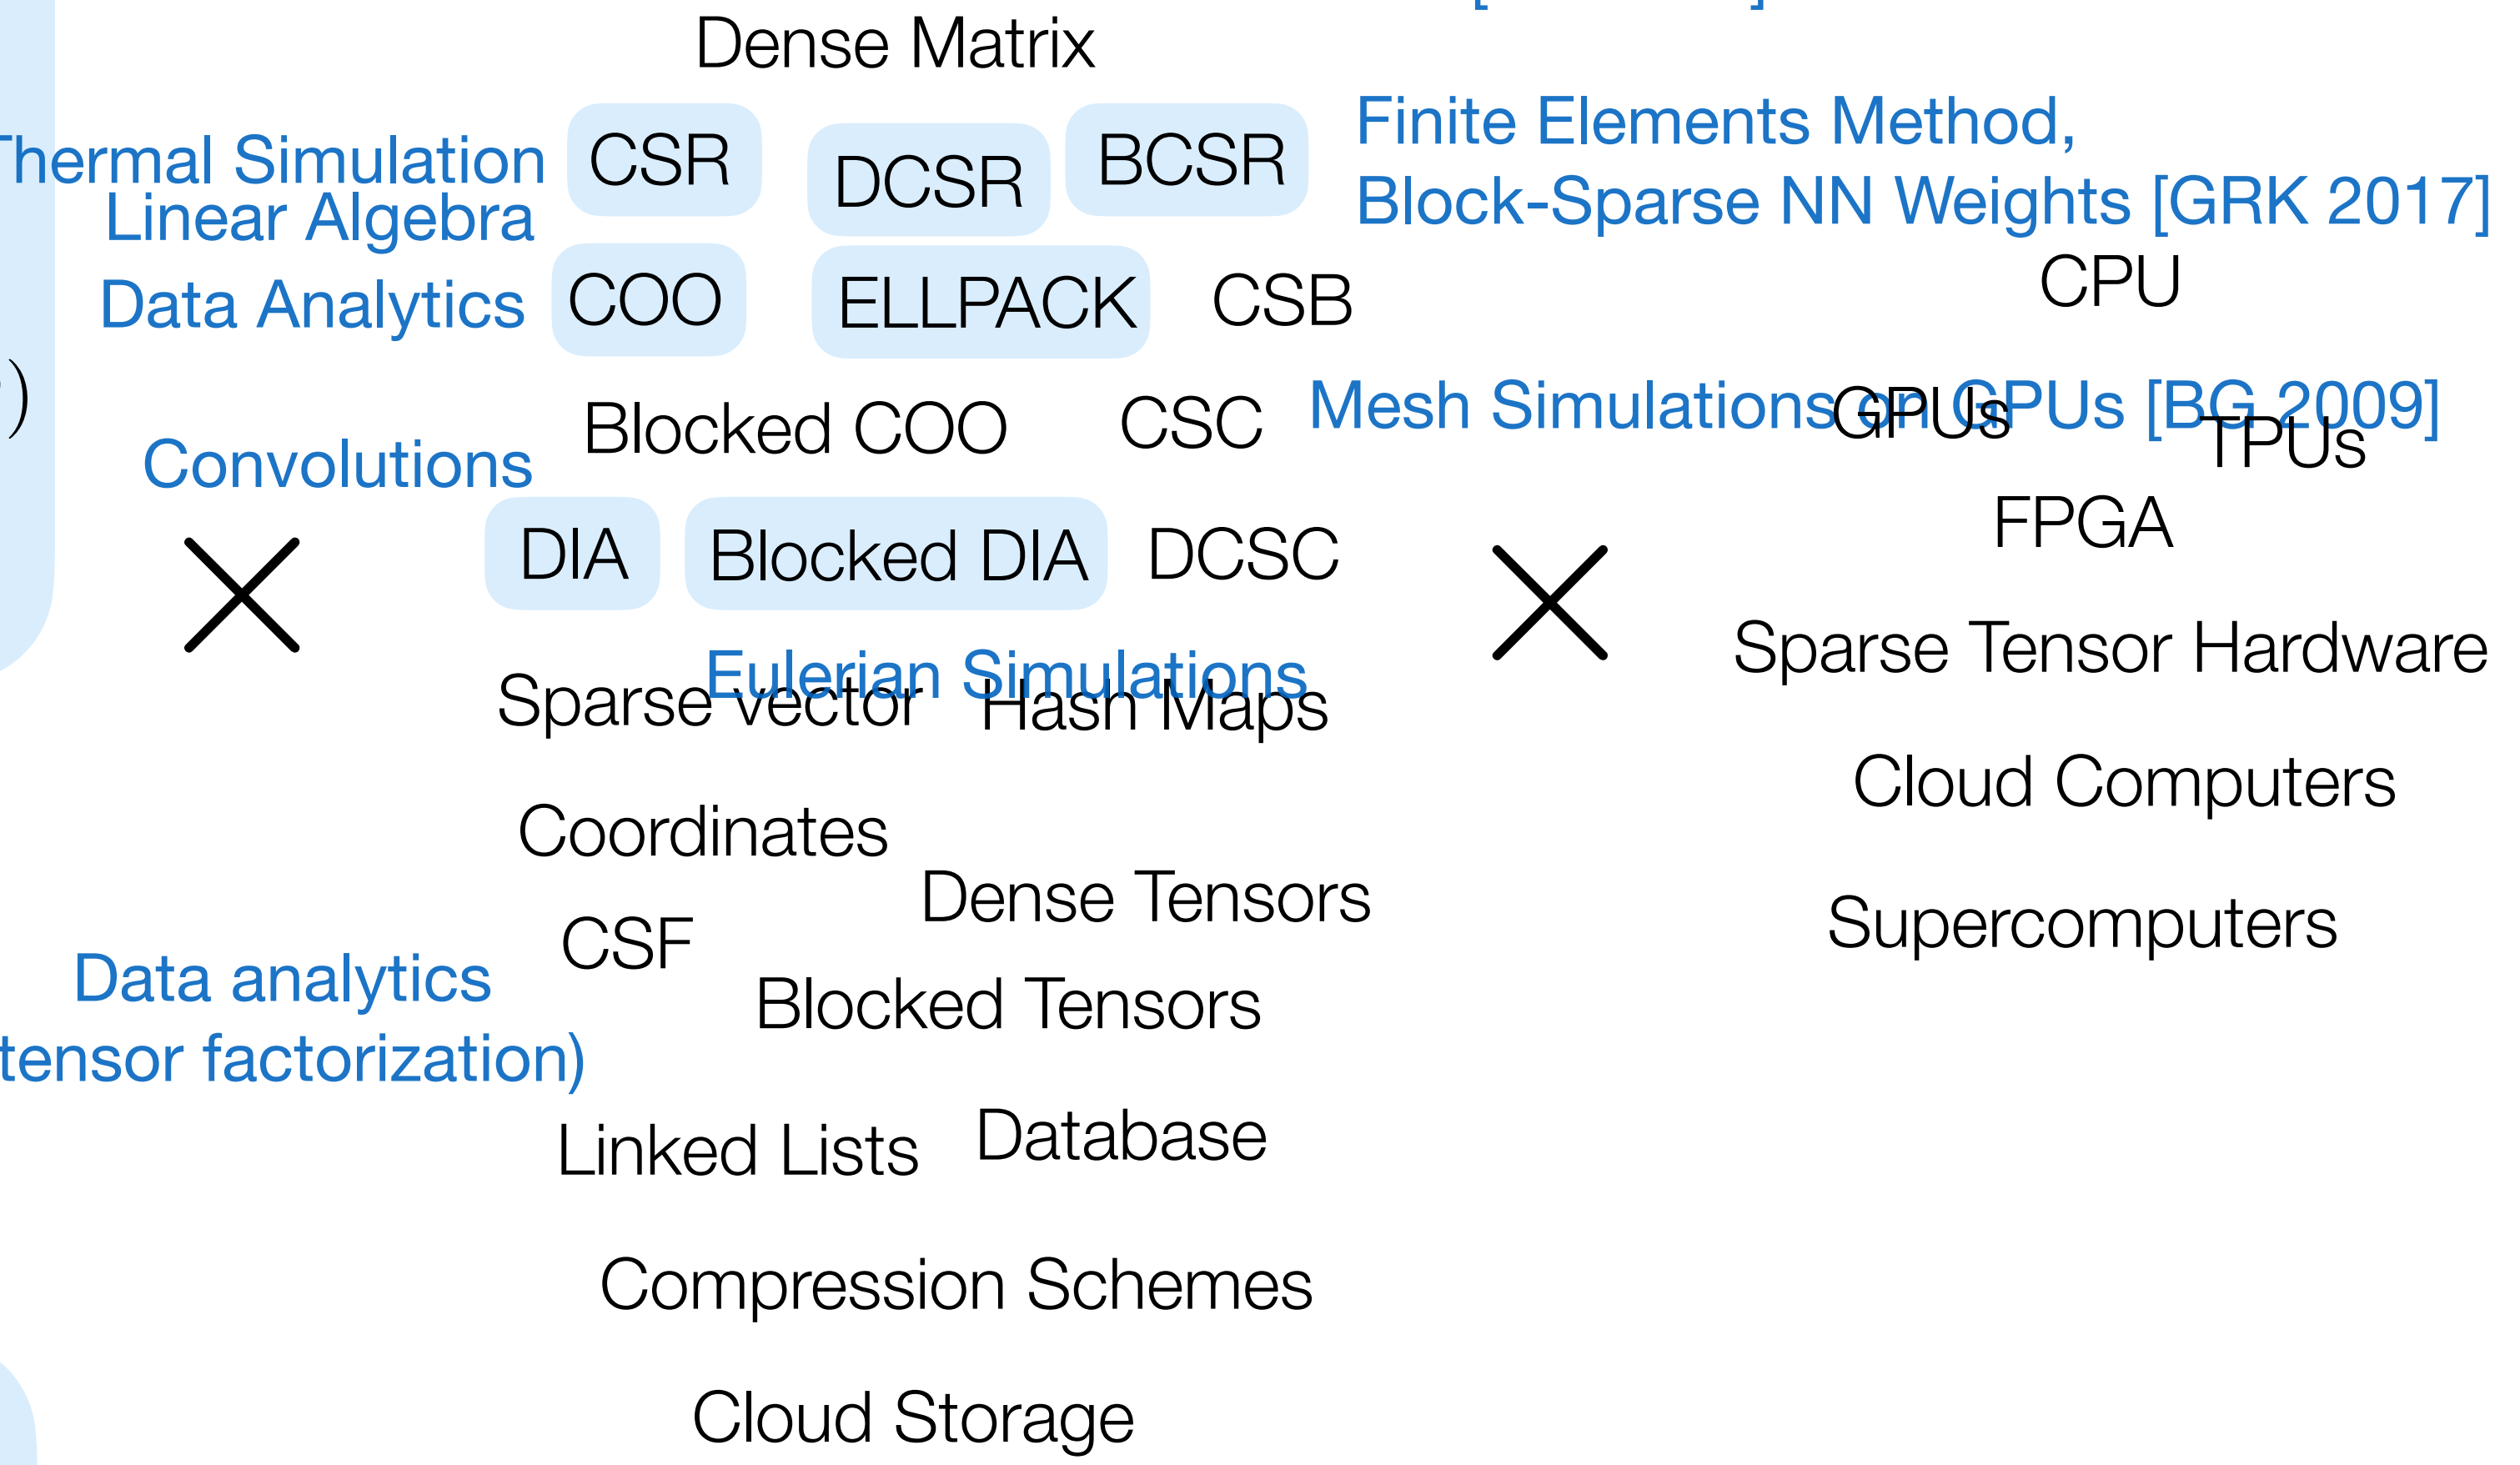 Dense Matrix
Thermal Simulation
Linear Algebra
CSR
DCSR
BCSR
Finite Elements Method,
Block-Sparse NN Weights [GRK 2017]
Data Analytics
COO
ELLPACK
CSB
CPU
Blocked COO
CSC
Mesh Simulations on GPUs [BG 2009]
GPUs
TPUs
Convolutions
FPGA
DIA
Blocked DIA
DCSC
Eulerian Simulations
Sparse vector
Hash Maps
Sparse Tensor Hardware
Coordinates
Cloud Computers
Dense Tensors
CSF
Supercomputers
Data analytics
tensor factorization)
Blocked Tensors
Linked Lists
Database
Compression Schemes
Cloud Storage